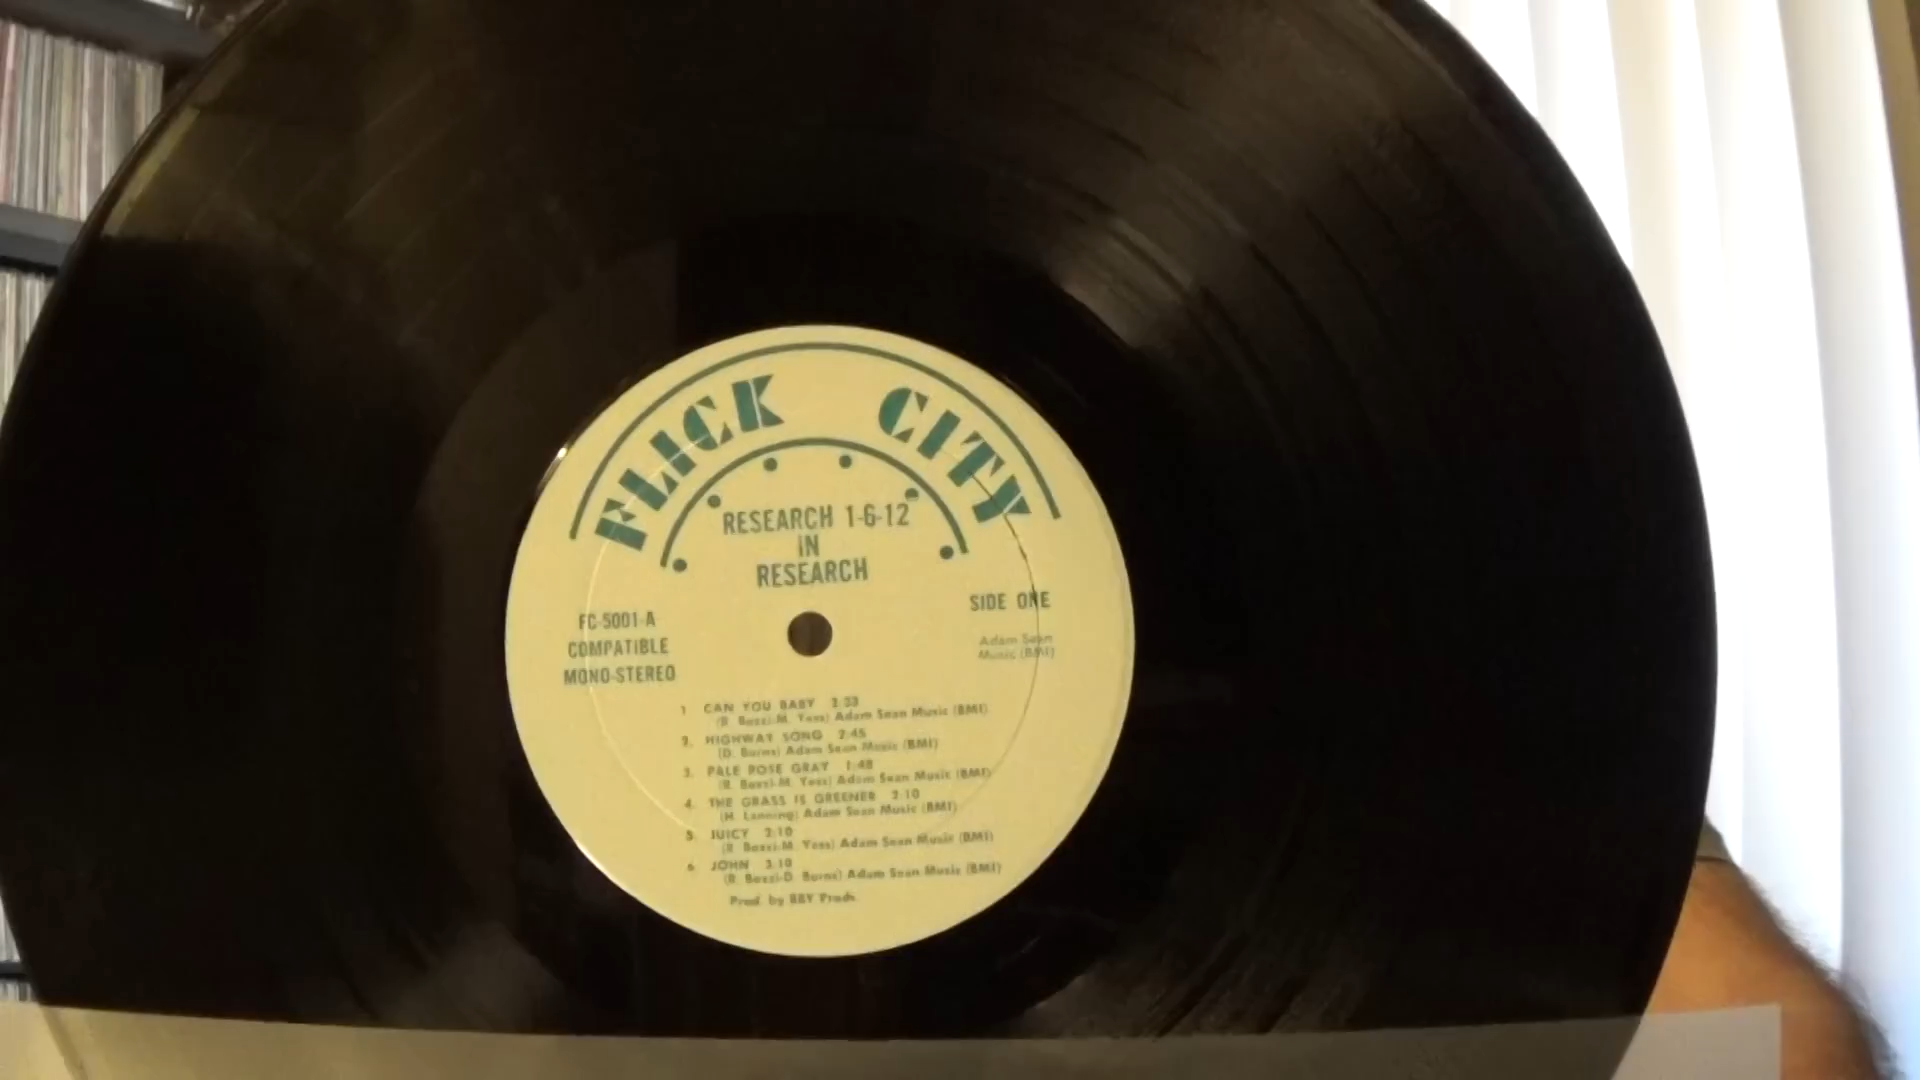 FLICK CITY
RESEARCH 1-6-12
IN
RESEARCH
FC-5001-A
COMPATIBLE
MONO-STEREO
SIDE ONE
Adam Sean
Music (BMI)
1 CAN YOU BABY 2:33
(R. Bozzi-M. Yoss) Adam Sean Music (BMI)
2. HIGHWAY SONG 2:45
(D. Burns) Adam Sean Music (BMI)
3. PALE ROSE GRAY 1:48
(R. Bozzi-M. Yoss) Adam Sean Music (BMI)
4. THE GRASS IS GREENER 2:10
(H. Lanning) Adam Sean Music (BMI)
5. JUICY 2:10
(R. Bozzi-M. Yoss) Adam Sean Music (BMI)
6. JOHN 3:10
(R. Bozzi-D. Burns) Adam Sean Music (BMI)
Prod. by BBY Prods.